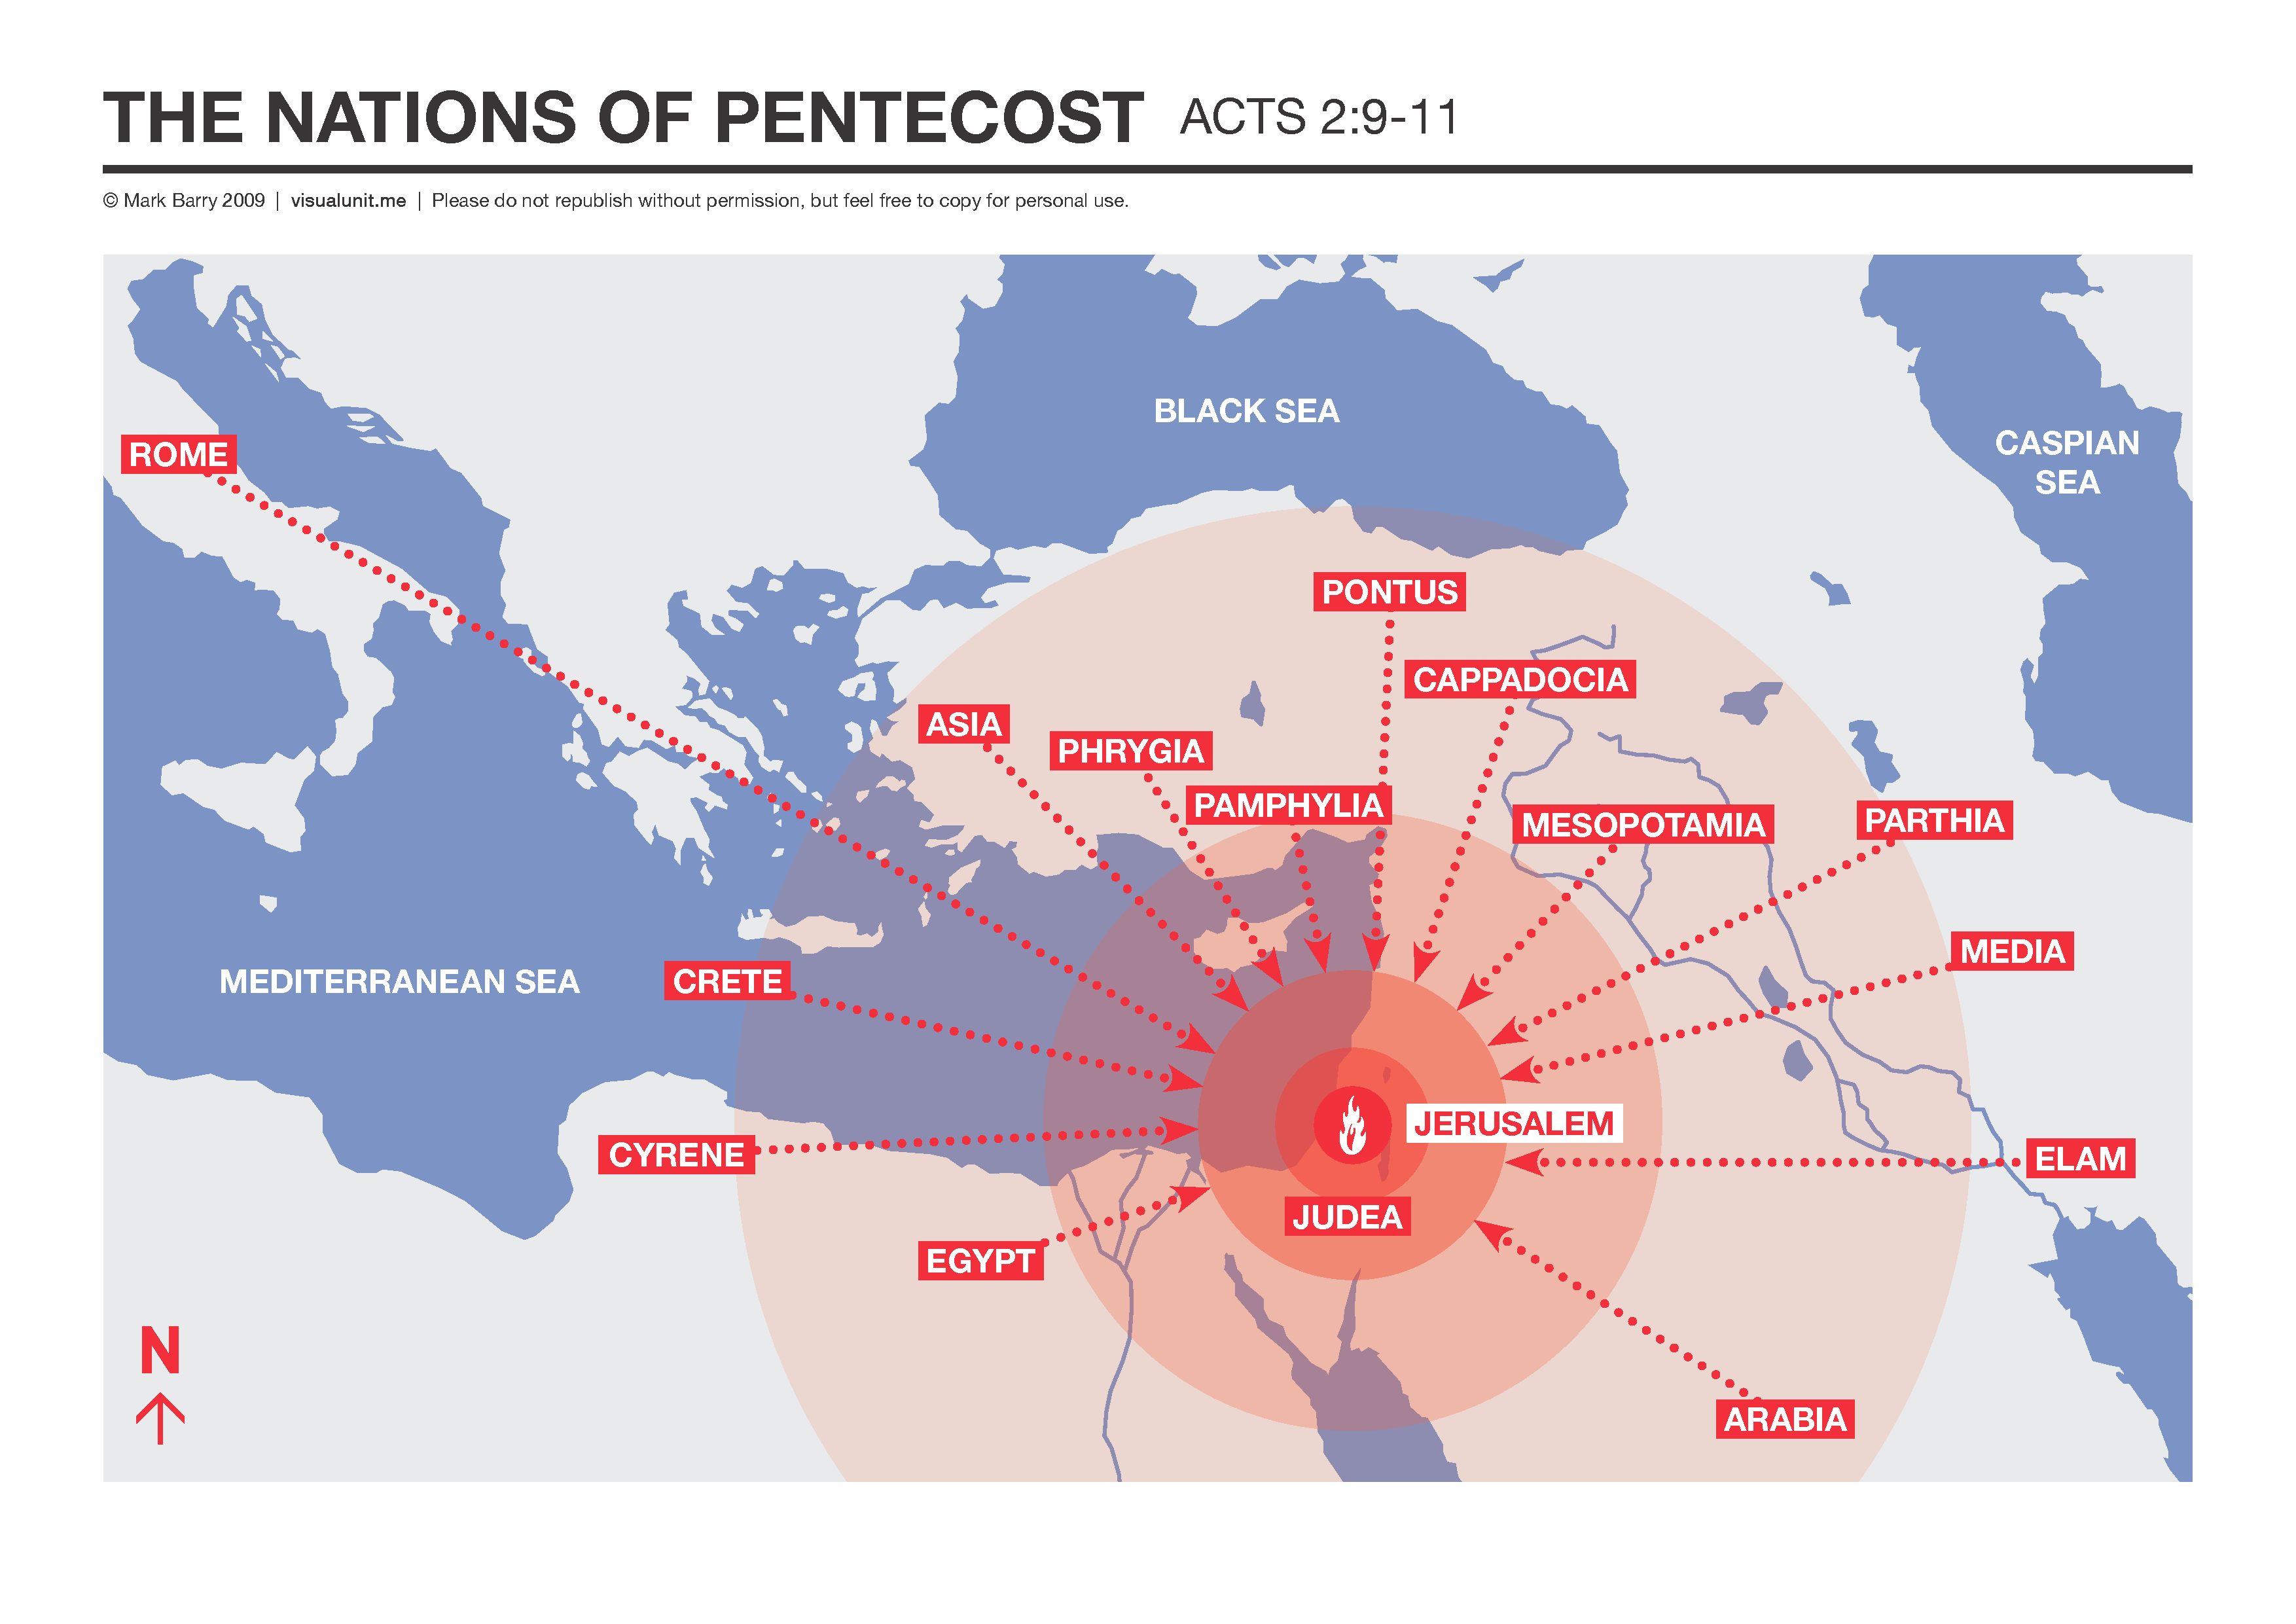 THE NATIONS OF PENTECOST ACTS 2:9-11
© Mark Barry 2009 | visualunit.me | Please do not republish without permission, but feel free to copy for personal use.
BLACK SEA
CASPIAN
SEA
ROME
PONTUS
CAPPADOCIA
ASIA
PHRYGIA
PAMPHYLIA
MESOPOTAMIA
PARTHIA
MEDIA
MEDITERRANEAN SEA
CRETE
JERUSALEM
CYRENE
ELAM
JUDEA
EGYPT
N
ARABIA